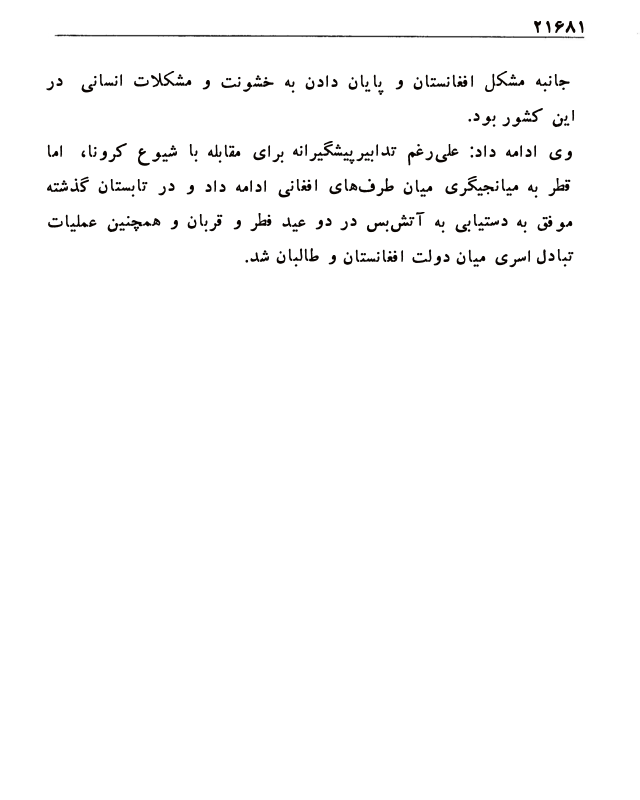 ۲۱۶۸۱
جانبه مشکل افغانستان و پایان دادن به خشونت و مشکلات انسانی در
این کشور بود.
وی ادامه داد: علی‌رغم تدابیرپیشگیرانه برای مقابله با شیوع کرونا، اما
قطر به میانجیگری میان طرف‌های افغانی ادامه داد و در تابستان گذشته
موفق به دستیابی به آتش‌بس در دو عید فطر و قربان و همچنین عملیات
تبادل اسری میان دولت افغانستان و طالبان شد.